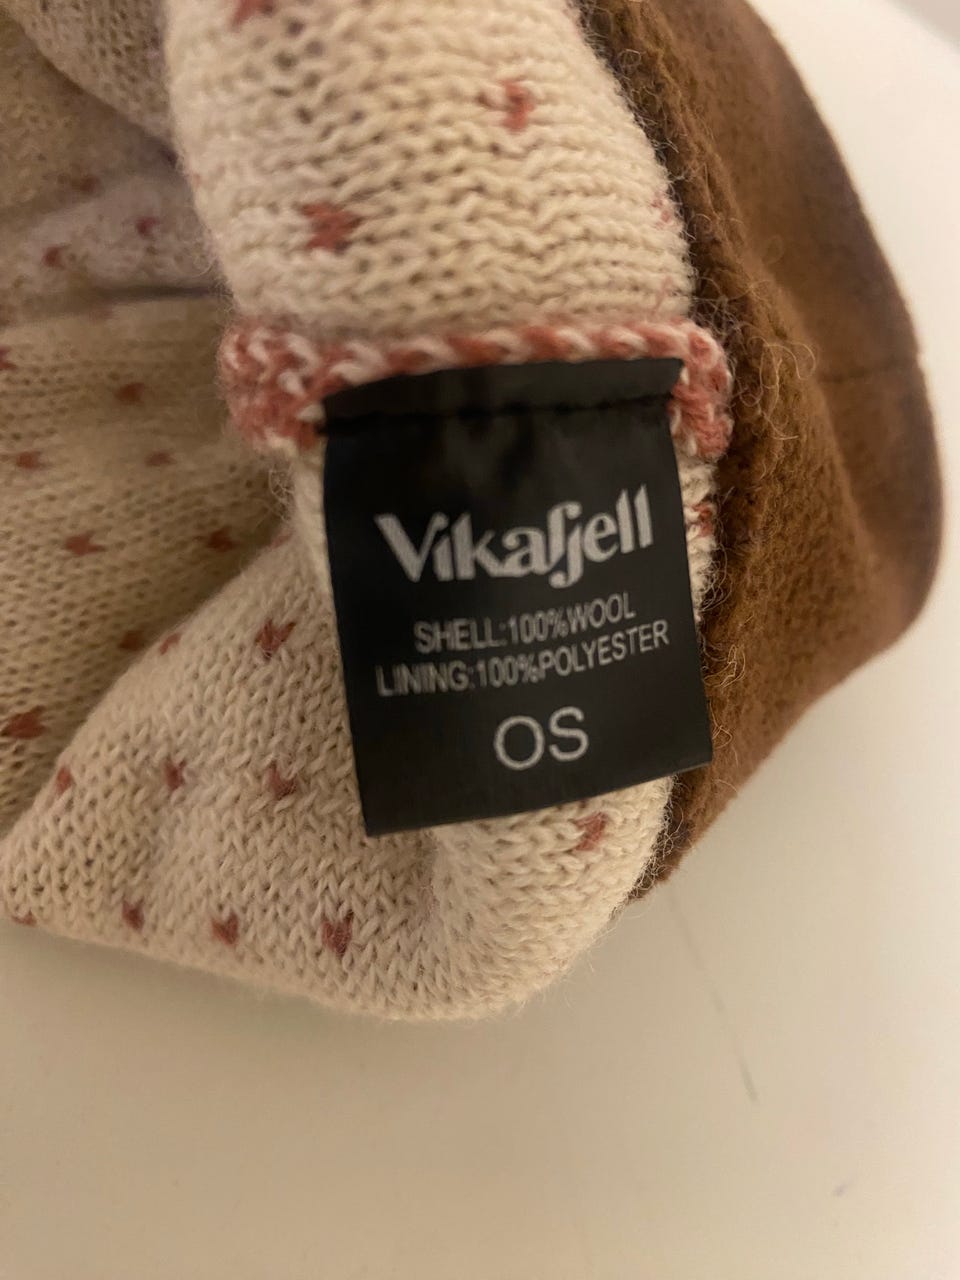 Vikafjell
SHELL:100%WOOL
LINING:100%POLYESTER
OS